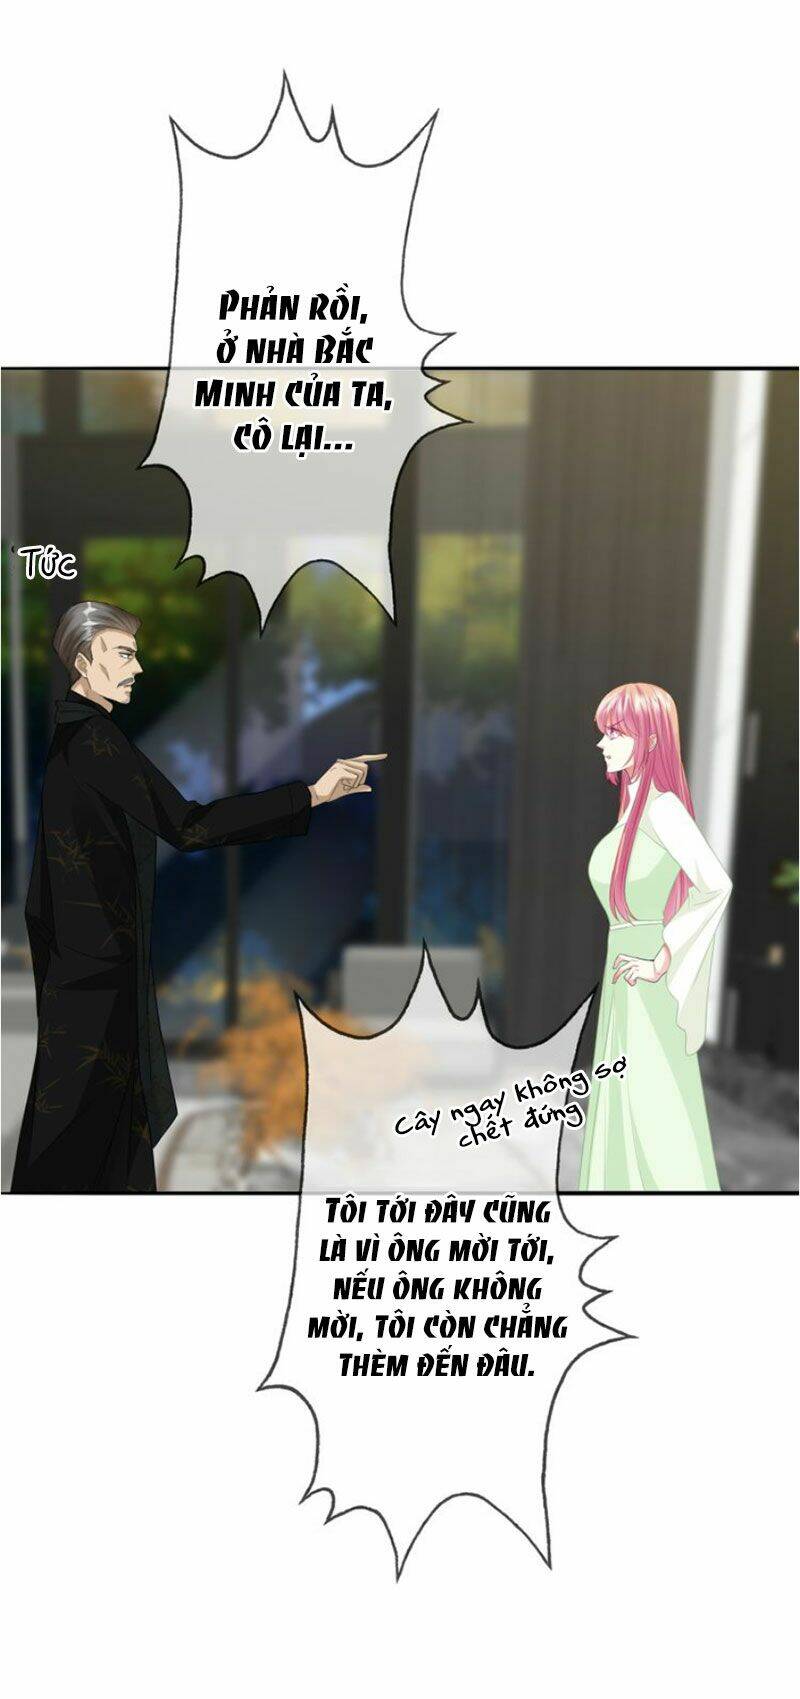 Phản rồi,
ở nhà Bắc
Minh của ta,
cô lại...
Tức
Cây ngay không sợ
chết đứng
Tôi tới đây cũng
là vì ông mời tới,
nếu ông không
mời, tôi còn chẳng
thèm đến đâu.